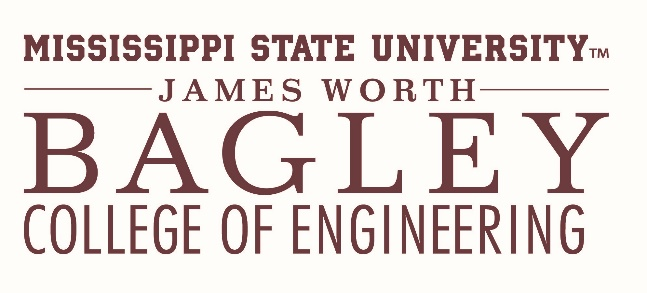 MISSISSIPPI STATE UNIVERSITY™
JAMES WORTH
BAGLEY
COLLEGE OF ENGINEERING